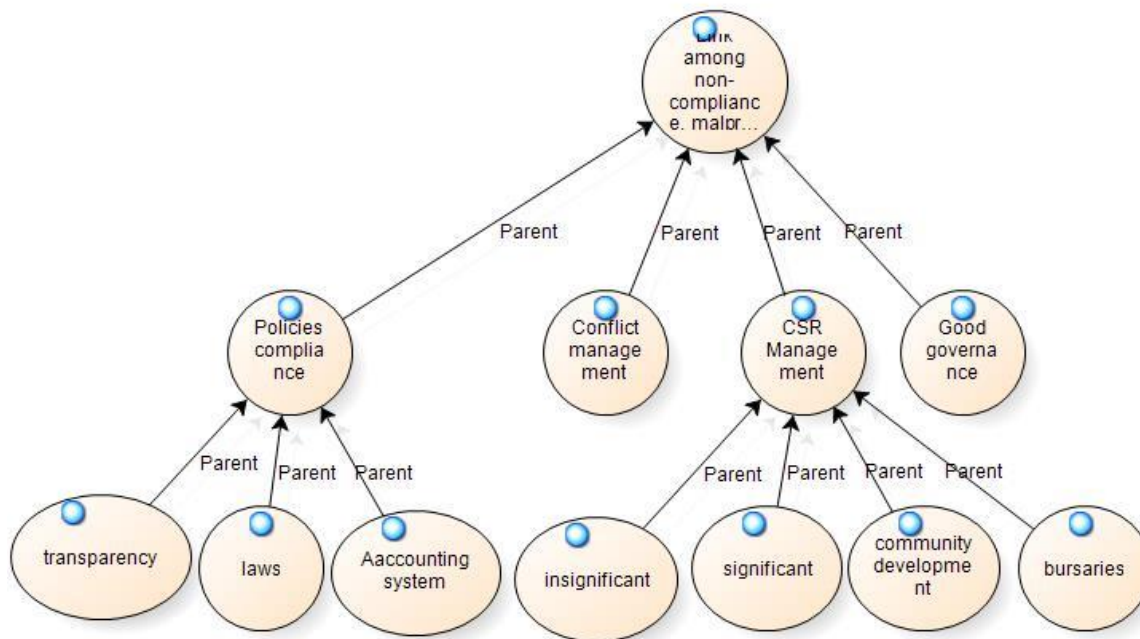 Link
among
non-
complianc
e, malpr...
Parent
Parent
Parent
Parent
Policies
complia
nce
Conflict
manage
ment
CSR
Manage
ment
Good
governa
nce
Parent
Parent
Parent
Parent
Parent
Parent
Parent
transparency
laws
Aaccounting
system
insignificant
significant
community
developme
nt
bursaries